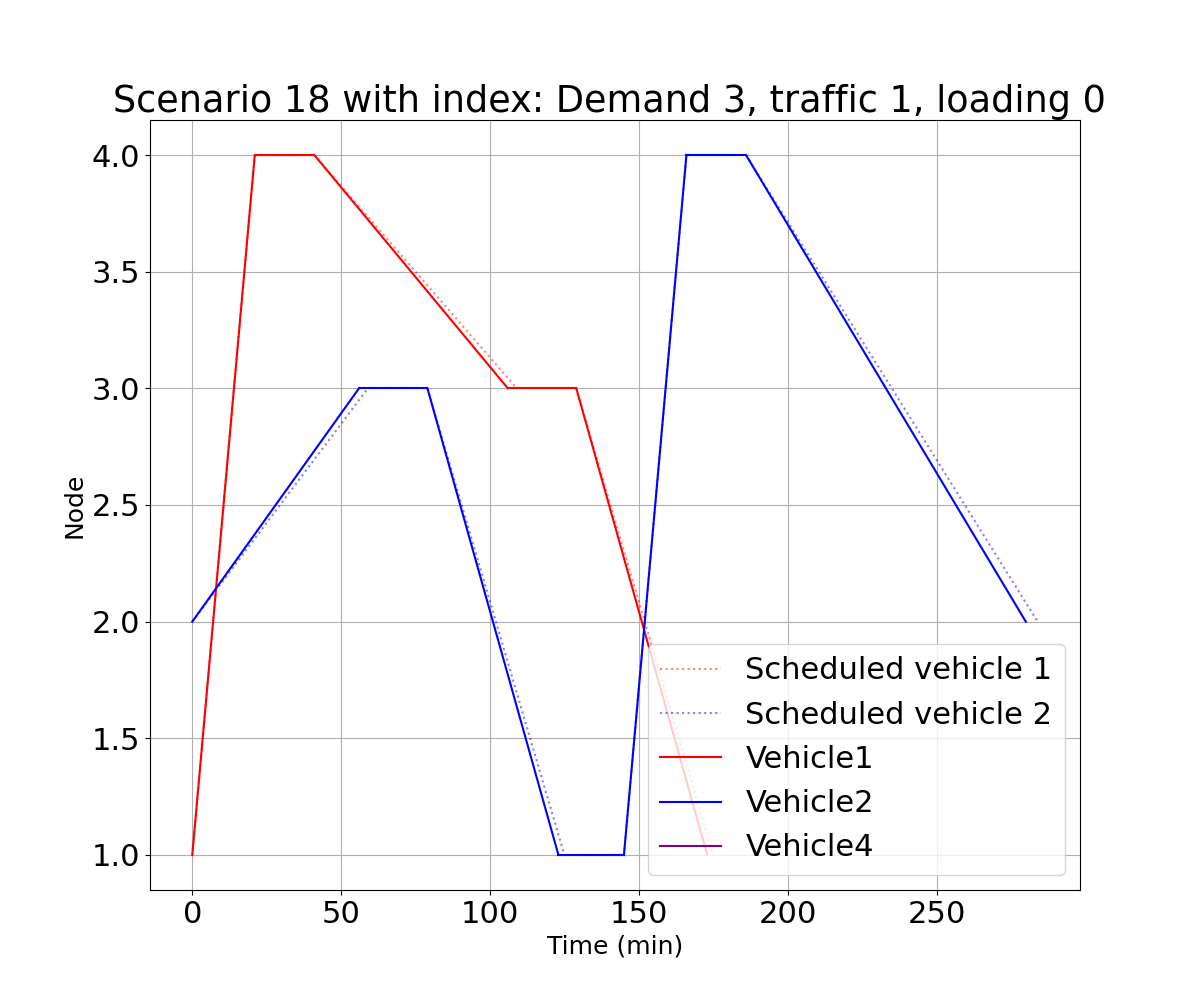 Scenario 18 with index: Demand 3, traffic 1, loading 0
4.0
3.5
3.0
2.5
2.0
1.5
1.0
Node
Scheduled vehicle 1
Scheduled vehicle 2
Vehicle1
Vehicle2
Vehicle4
0 50 100 150 200 250
Time (min)